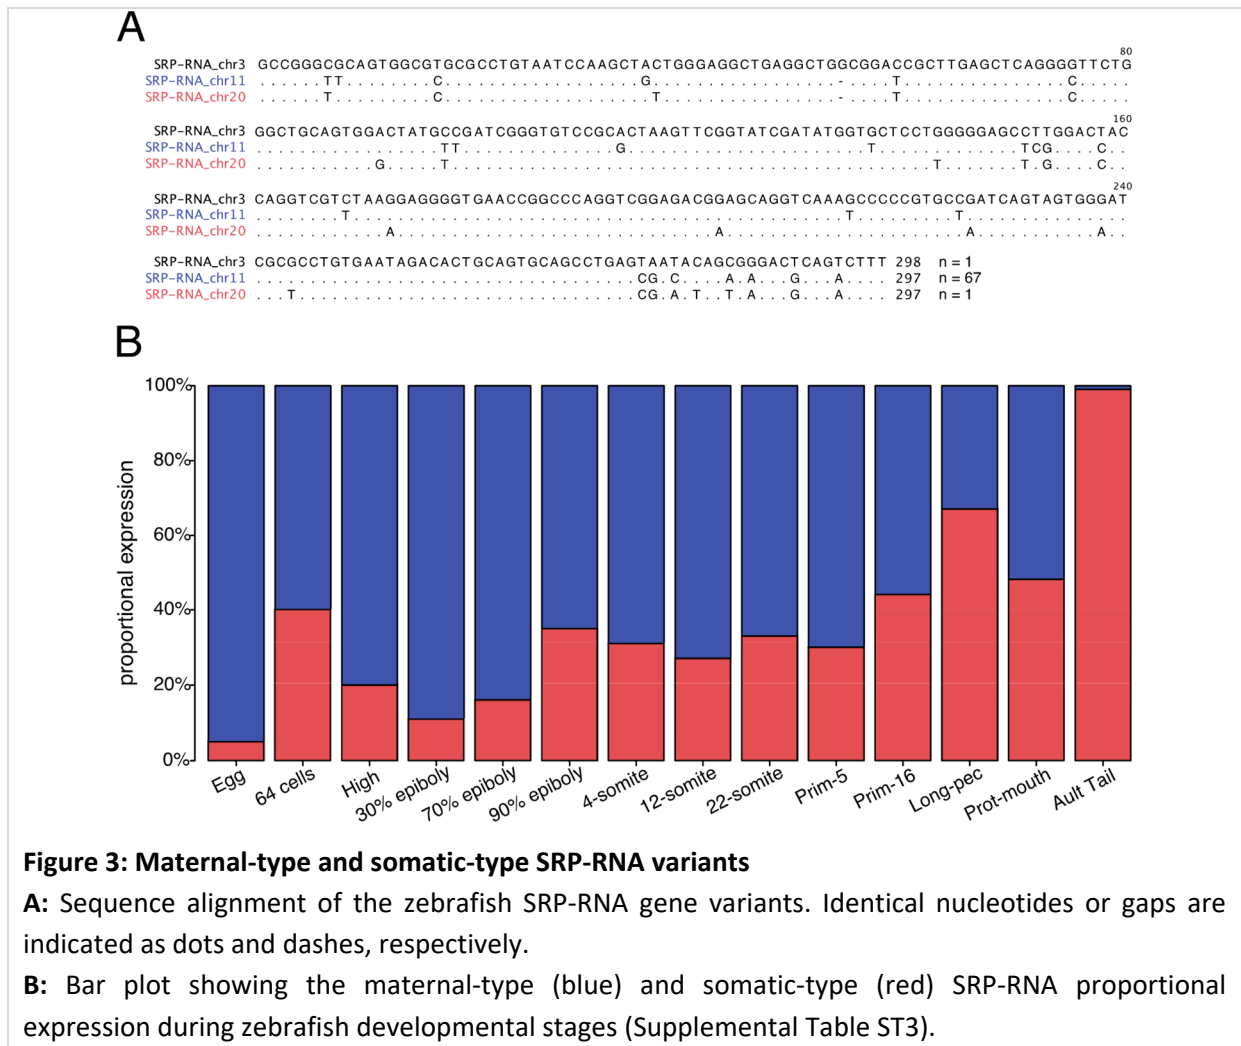 A
80
SRP-RNA_chr3 GCCGGGCGCAGTGGCGTGCGCCTGTAATCCAAGCTACTGGGAGGCTGAGGCTGGCGGACCGCTTGAGCTCAGGGGTTCTG
SRP-RNA_chr11 ......TT........C..................G.................-....T...............C.....
SRP-RNA_chr20 ......T.........C...................T................-....T...............C.....
160
SRP-RNA_chr3 GGCTGCAGTGGACTATGCCGATCGGGTGTCCGCACTAAGTTCGGTATCGATATGGTGCTCCTGGGGGAGCCTTGGACTAC
SRP-RNA_chr11 .................TT..............G......................T.............TCG....C..
SRP-RNA_chr20 ...........G.....T............................................T.......T.G....C..
240
SRP-RNA_chr3 CAGGTCGTCTAAGGAGGGGTGAACCGGCCCAGGTCGGAGACGGAGCAGGTCAAAGCCCCCGTGCCGATCAGTAGTGGGAT
SRP-RNA_chr11 ........T.............................................T.........T...............
SRP-RNA_chr20 ............A.............................A......................A...........A..
SRP-RNA_chr3 CGCGCCTGTGAATAGACACTGCAGTGCAGCCTGAGTAATACAGCGGGACTCAGTCTTT 298 n = 1
SRP-RNA_chr11 ...................................CG.C....A.A...G...A.... 297 n = 67
SRP-RNA_chr20 ...T...............................CG.A.T..T.A...G...A.... 297 n = 1
B
proportional expression
100%
80%
60%
40%
20%
0%
Egg
64 cells
High
30% epiboly
70% epiboly
90% epiboly
4-somite
12-somite
22-somite
Prim-5
Prim-16
Long-pec
Prot-mouth
Ault Tail
Figure 3: Maternal-type and somatic-type SRP-RNA variants
A: Sequence alignment of the zebrafish SRP-RNA gene variants. Identical nucleotides or gaps are
indicated as dots and dashes, respectively.
B: Bar plot showing the maternal-type (blue) and somatic-type (red) SRP-RNA proportional
expression during zebrafish developmental stages (Supplemental Table ST3).